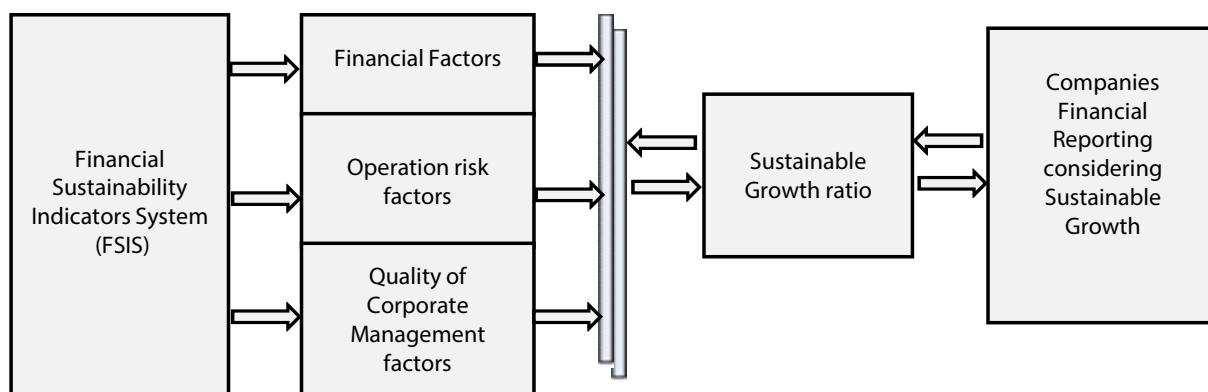 Financial
Sustainability
Indicators System
(FSIS)
Financial Factors
Operation risk
factors
Quality of
Corporate
Management
factors
Sustainable
Growth ratio
Companies
Financial
Reporting
considering
Sustainable
Growth